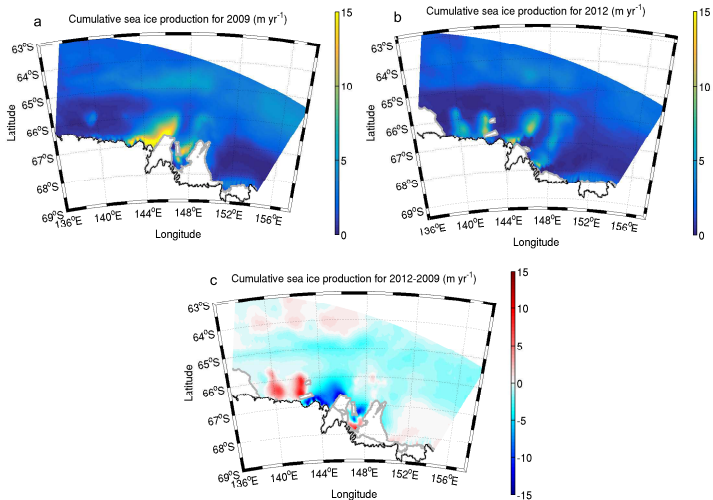 a
Cumulative sea ice production for 2009 (m yr⁻¹)
63°S
64°S
65°S
66°S
67°S
68°S
69°S
Latitude
136°E
140°E
144°E
148°E
152°E
156°E
Longitude
15
10
5
0
b
Cumulative sea ice production for 2012 (m yr⁻¹)
63°S
64°S
65°S
66°S
67°S
68°S
69°S
Latitude
136°E
140°E
144°E
148°E
152°E
156°E
Longitude
15
10
5
0
c
Cumulative sea ice production for 2012-2009 (m yr⁻¹)
63°S
64°S
65°S
66°S
67°S
68°S
69°S
Latitude
136°E
140°E
144°E
148°E
152°E
156°E
Longitude
15
10
5
0
-5
-10
-15